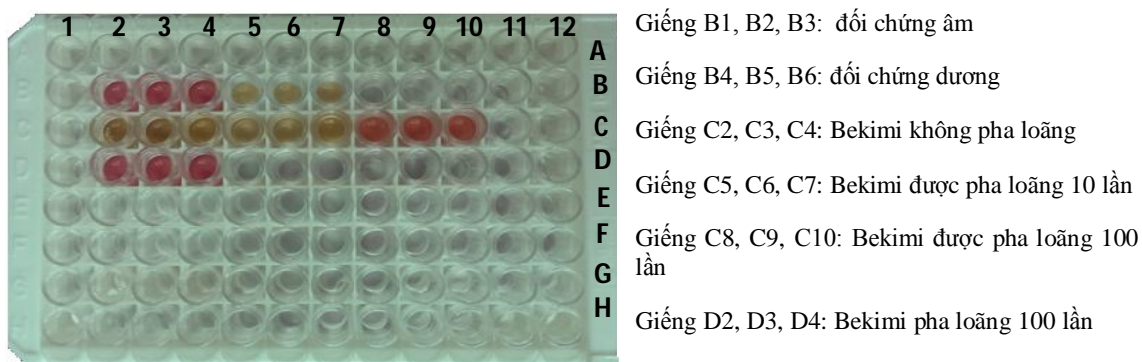 1 2 3 4 5 6 7 8 9 10 11 12
A
B
C
D
E
F
G
H
Giếng B1, B2, B3: đối chứng âm
Giếng B4, B5, B6: đối chứng dương
Giếng C2, C3, C4: Bekimi không pha loãng
Giếng C5, C6, C7: Bekimi được pha loãng 10 lần
Giếng C8, C9, C10: Bekimi được pha loãng 100
lần
Giếng D2, D3, D4: Bekimi pha loãng 100 lần